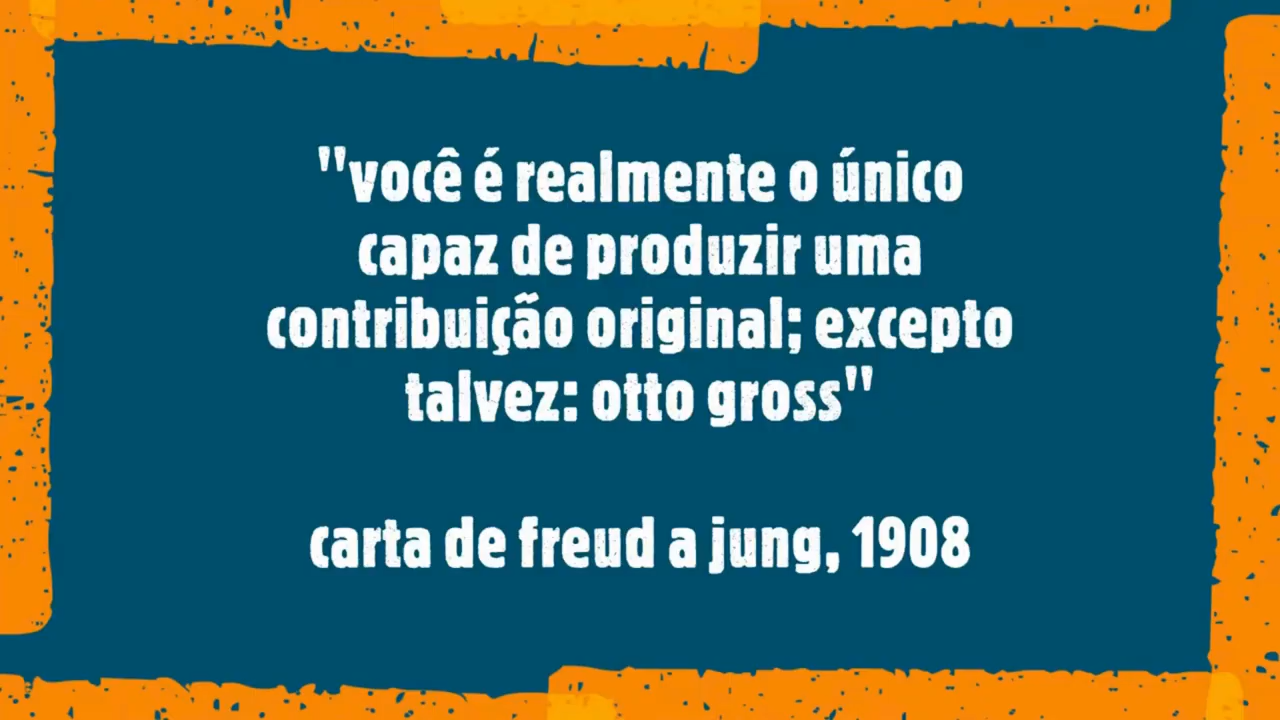 "você é realmente o único
capaz de produzir uma
contribuição original; excepto
talvez: otto gross"
carta de freud a jung, 1908